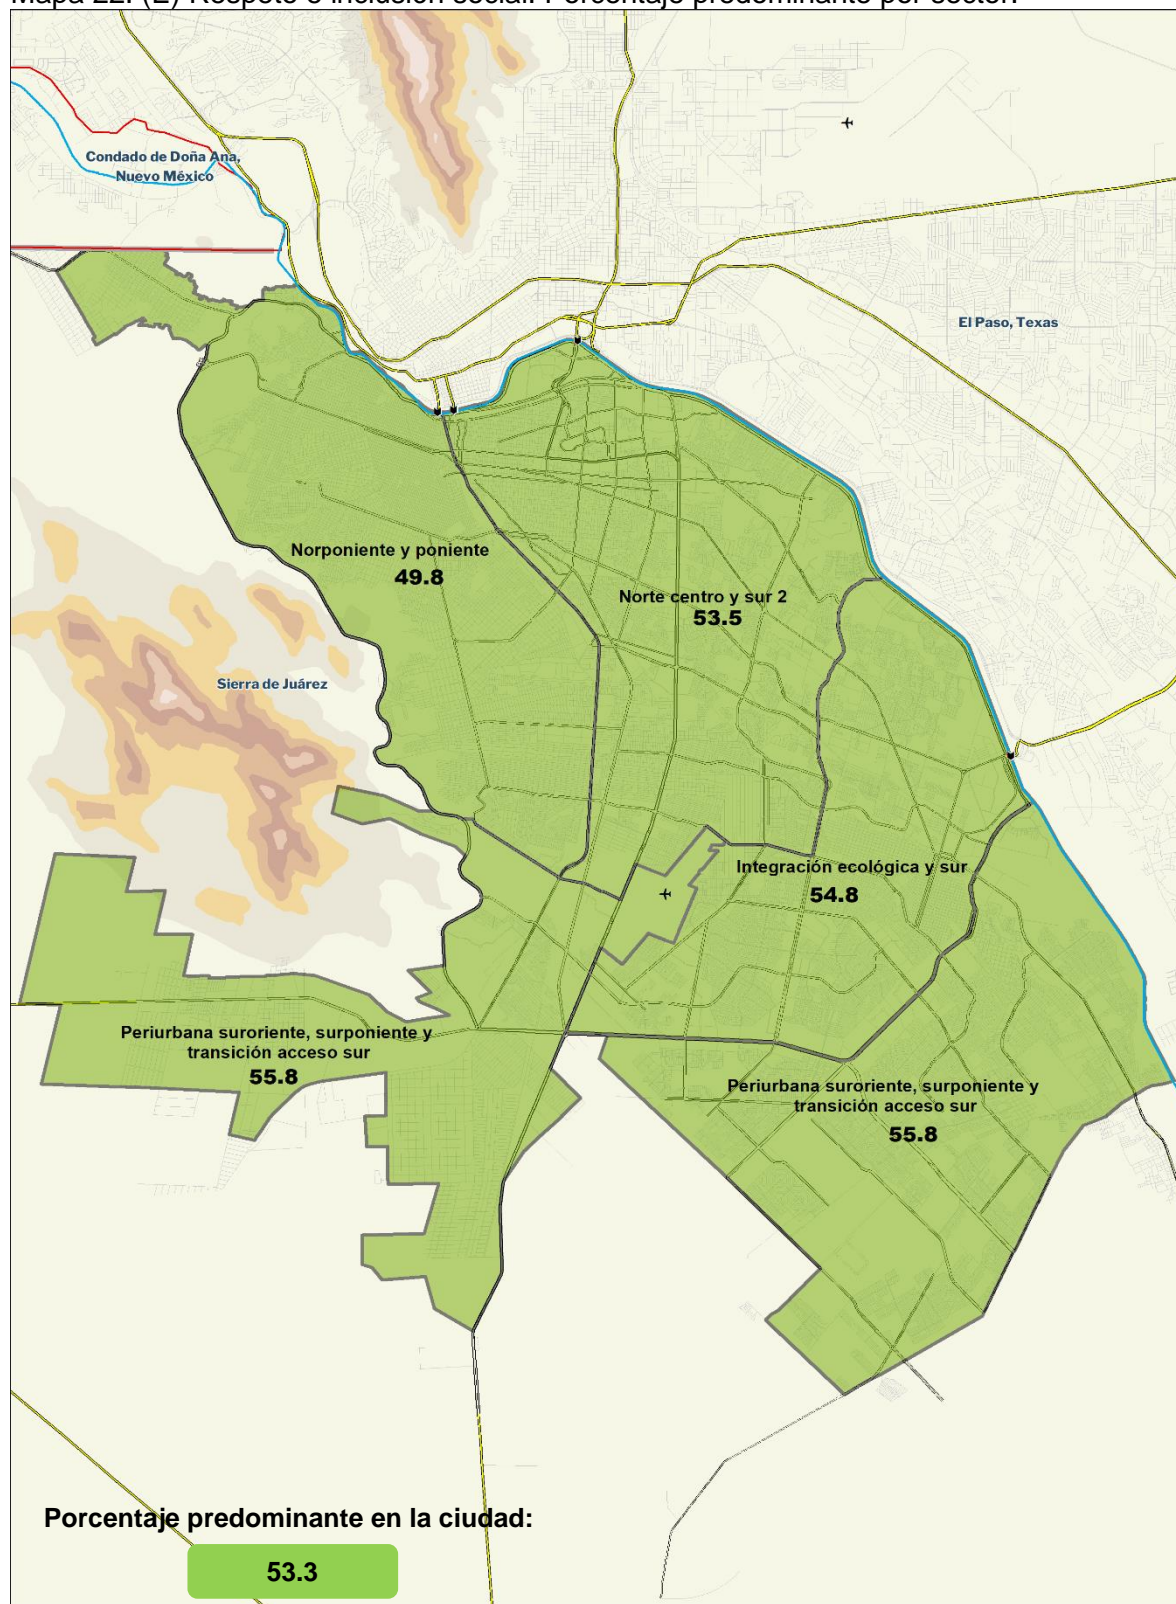 Mapa 22. (E) Respeto e inclusión social. Porcentaje predominante por sector.
Condado de Doña Ana,
Nuevo México
El Paso, Texas
Norponiente y poniente
49.8
Norte centro y sur 2
53.5
Sierra de Juárez
Integración ecológica y sur
54.8
Periurbana suroriente, surponiente y
transición acceso sur
55.8
Periurbana suroriente, surponiente y
transición acceso sur
55.8
Porcentaje predominante en la ciudad:
53.3